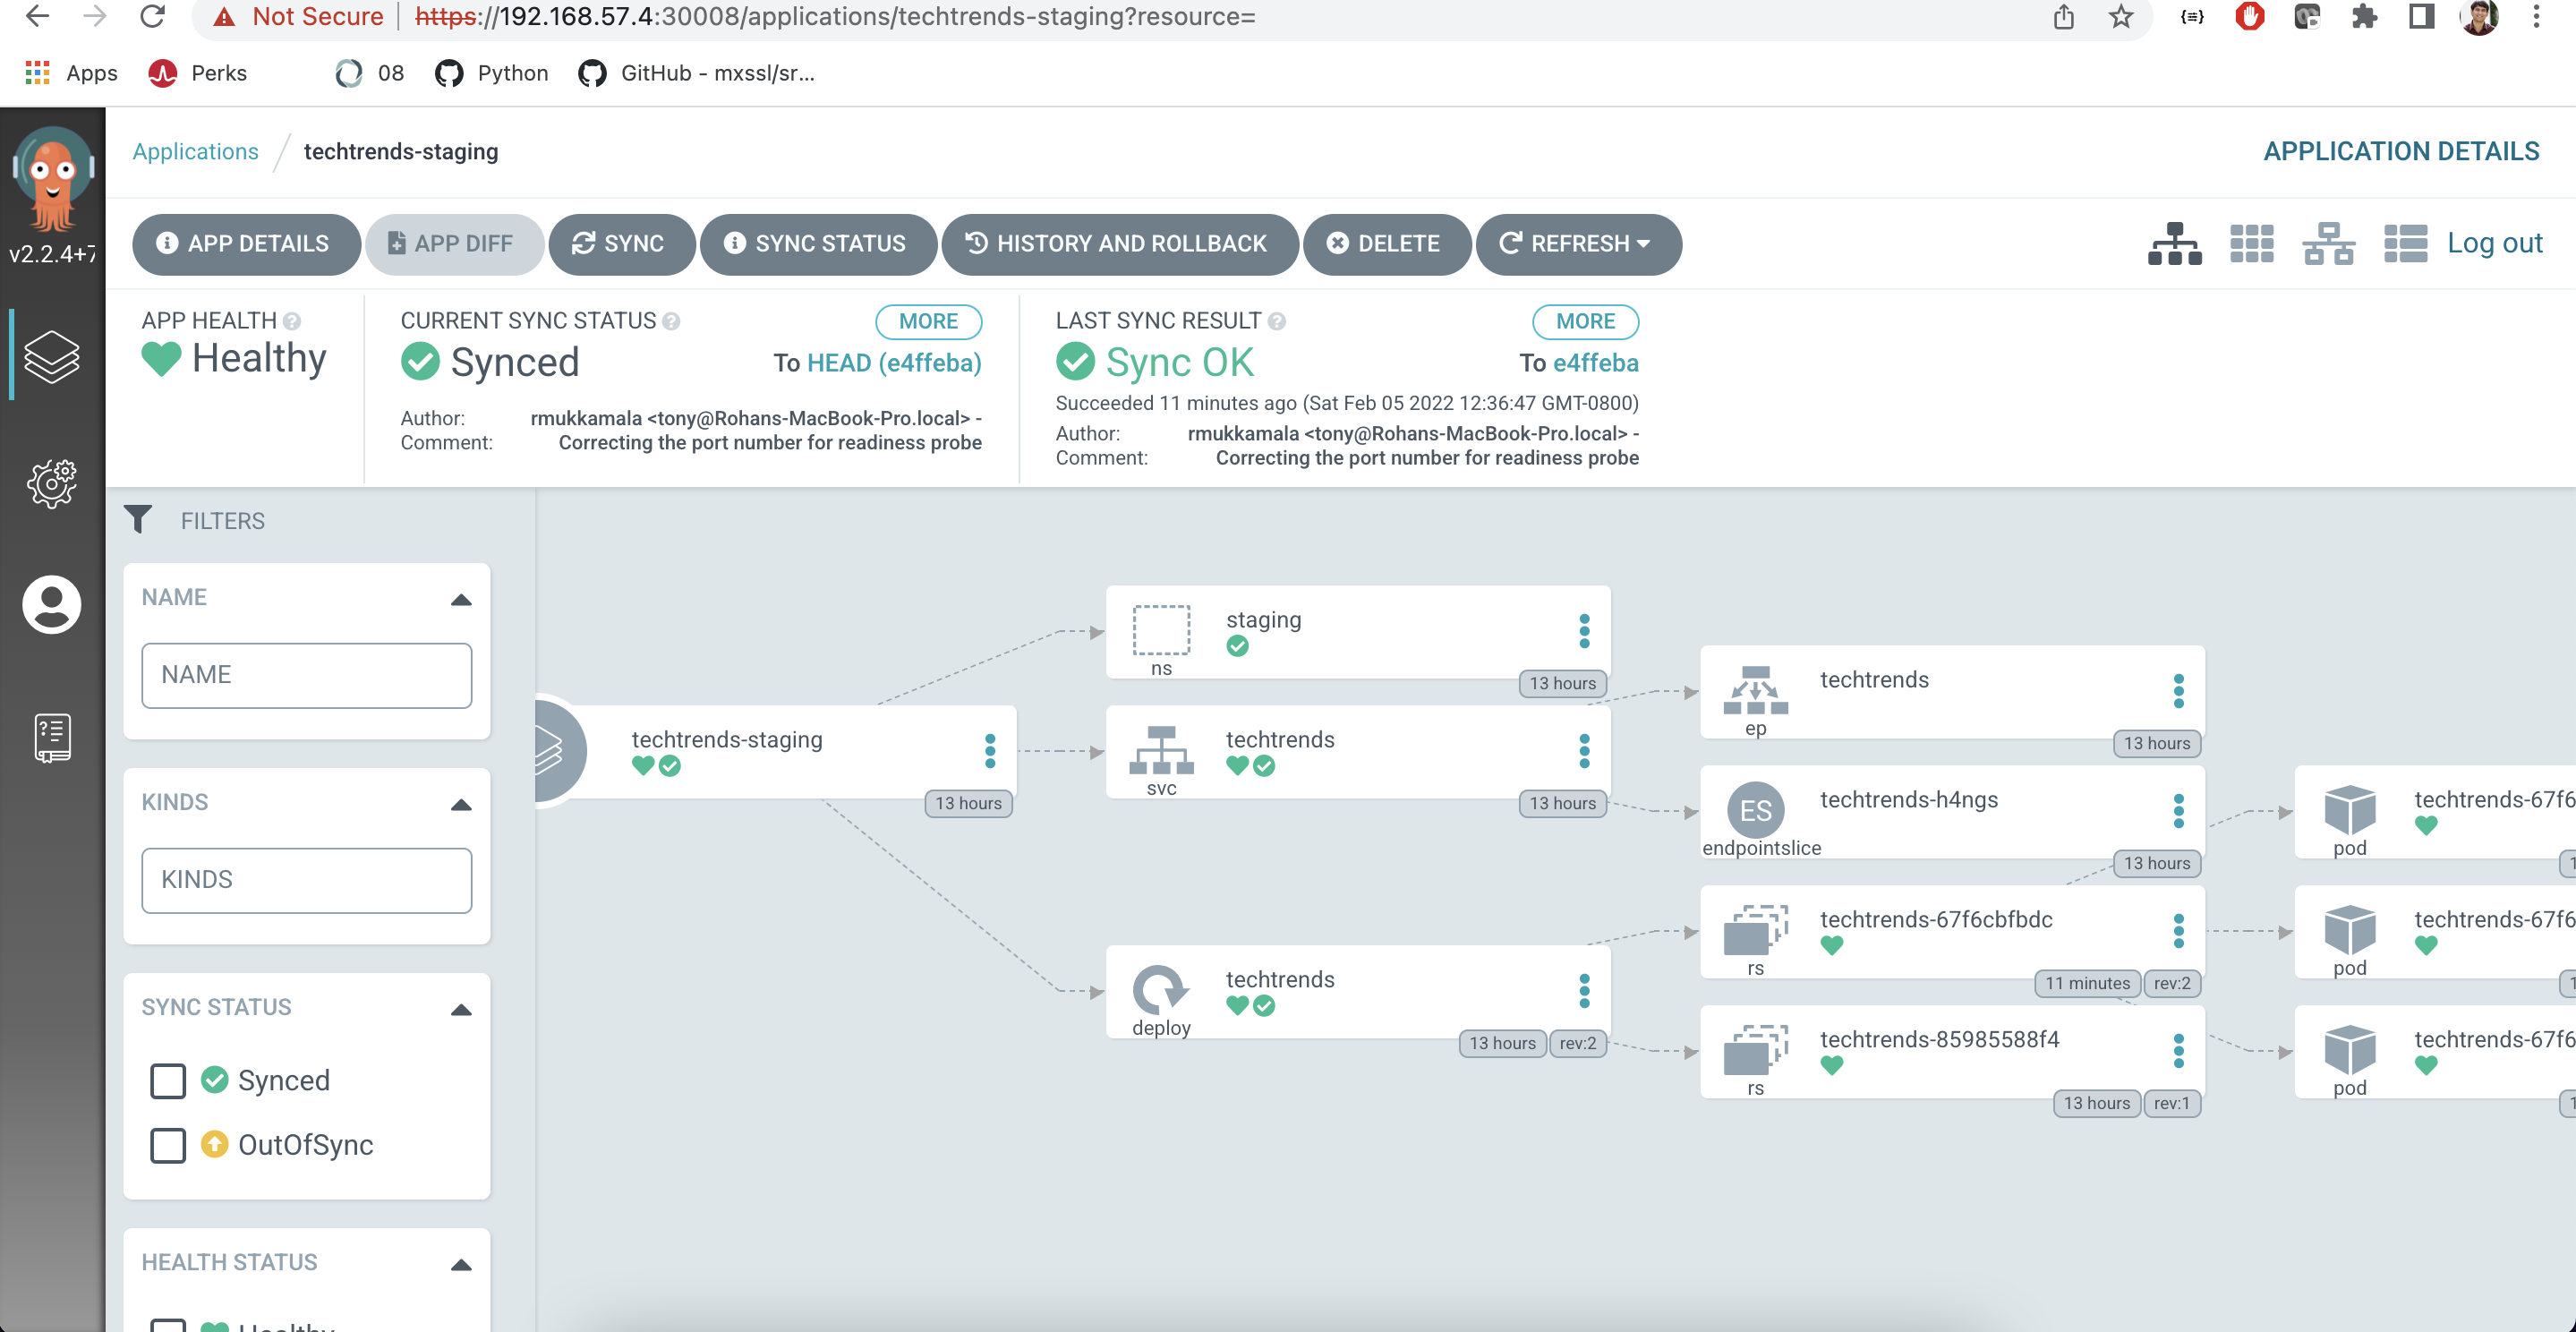 Not Secure | https://192.168.57.4:30008/applications/techtrends-staging?resource=
Apps Perks 08 Python GitHub - mxssl/sr...
Applications / techtrends-staging APPLICATION DETAILS
v2.2.4+7
APP DETAILS APP DIFF SYNC SYNC STATUS HISTORY AND ROLLBACK DELETE REFRESH Log out
APP HEALTH
Healthy
CURRENT SYNC STATUS MORE
Synced To HEAD (e4ffeba)
Author: rmukkamala <tony@Rohans-MacBook-Pro.local> -
Comment: Correcting the port number for readiness probe
LAST SYNC RESULT MORE
Sync OK To e4ffeba
Succeeded 11 minutes ago (Sat Feb 05 2022 12:36:47 GMT-0800)
Author: rmukkamala <tony@Rohans-MacBook-Pro.local> -
Comment: Correcting the port number for readiness probe
FILTERS
NAME
NAME
KINDS
KINDS
SYNC STATUS
Synced
OutOfSync
HEALTH STATUS
Healthy
techtrends-staging
13 hours
staging
ns
13 hours
techtrends
svc
13 hours
techtrends
deploy
13 hours rev:2
techtrends
ep
13 hours
ES techtrends-h4ngs
endpointslice
13 hours
techtrends-67f6cbfbdc
rs
11 minutes rev:2
techtrends-85985588f4
rs
13 hours rev:1
techtrends-67f6
pod
techtrends-67f6
pod
techtrends-67f6
pod